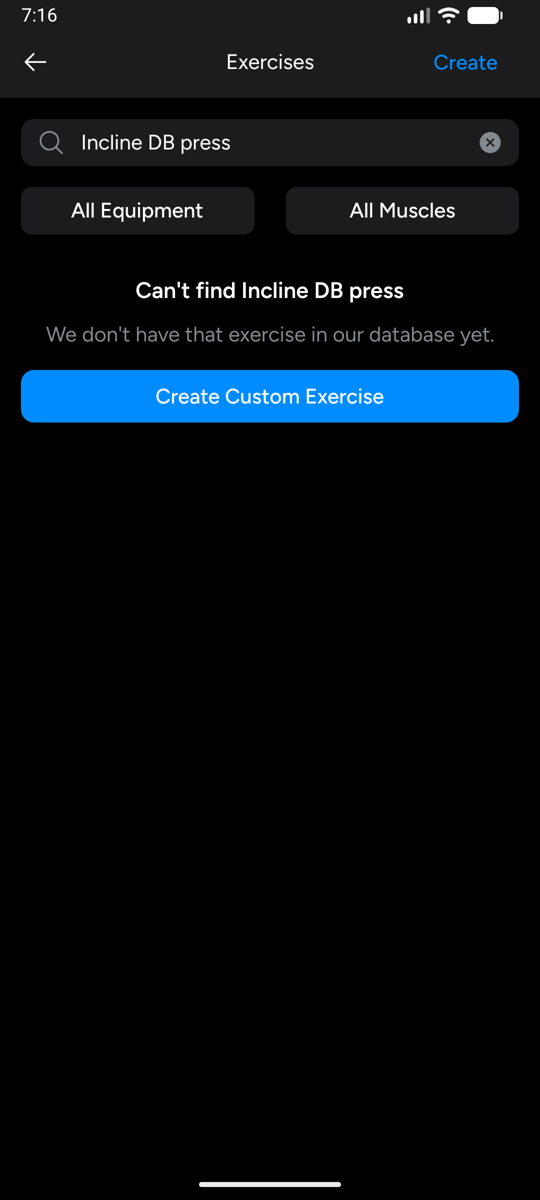 7:16
Exercises
Create
Incline DB press
All Equipment
All Muscles
Can't find Incline DB press
We don't have that exercise in our database yet.
Create Custom Exercise